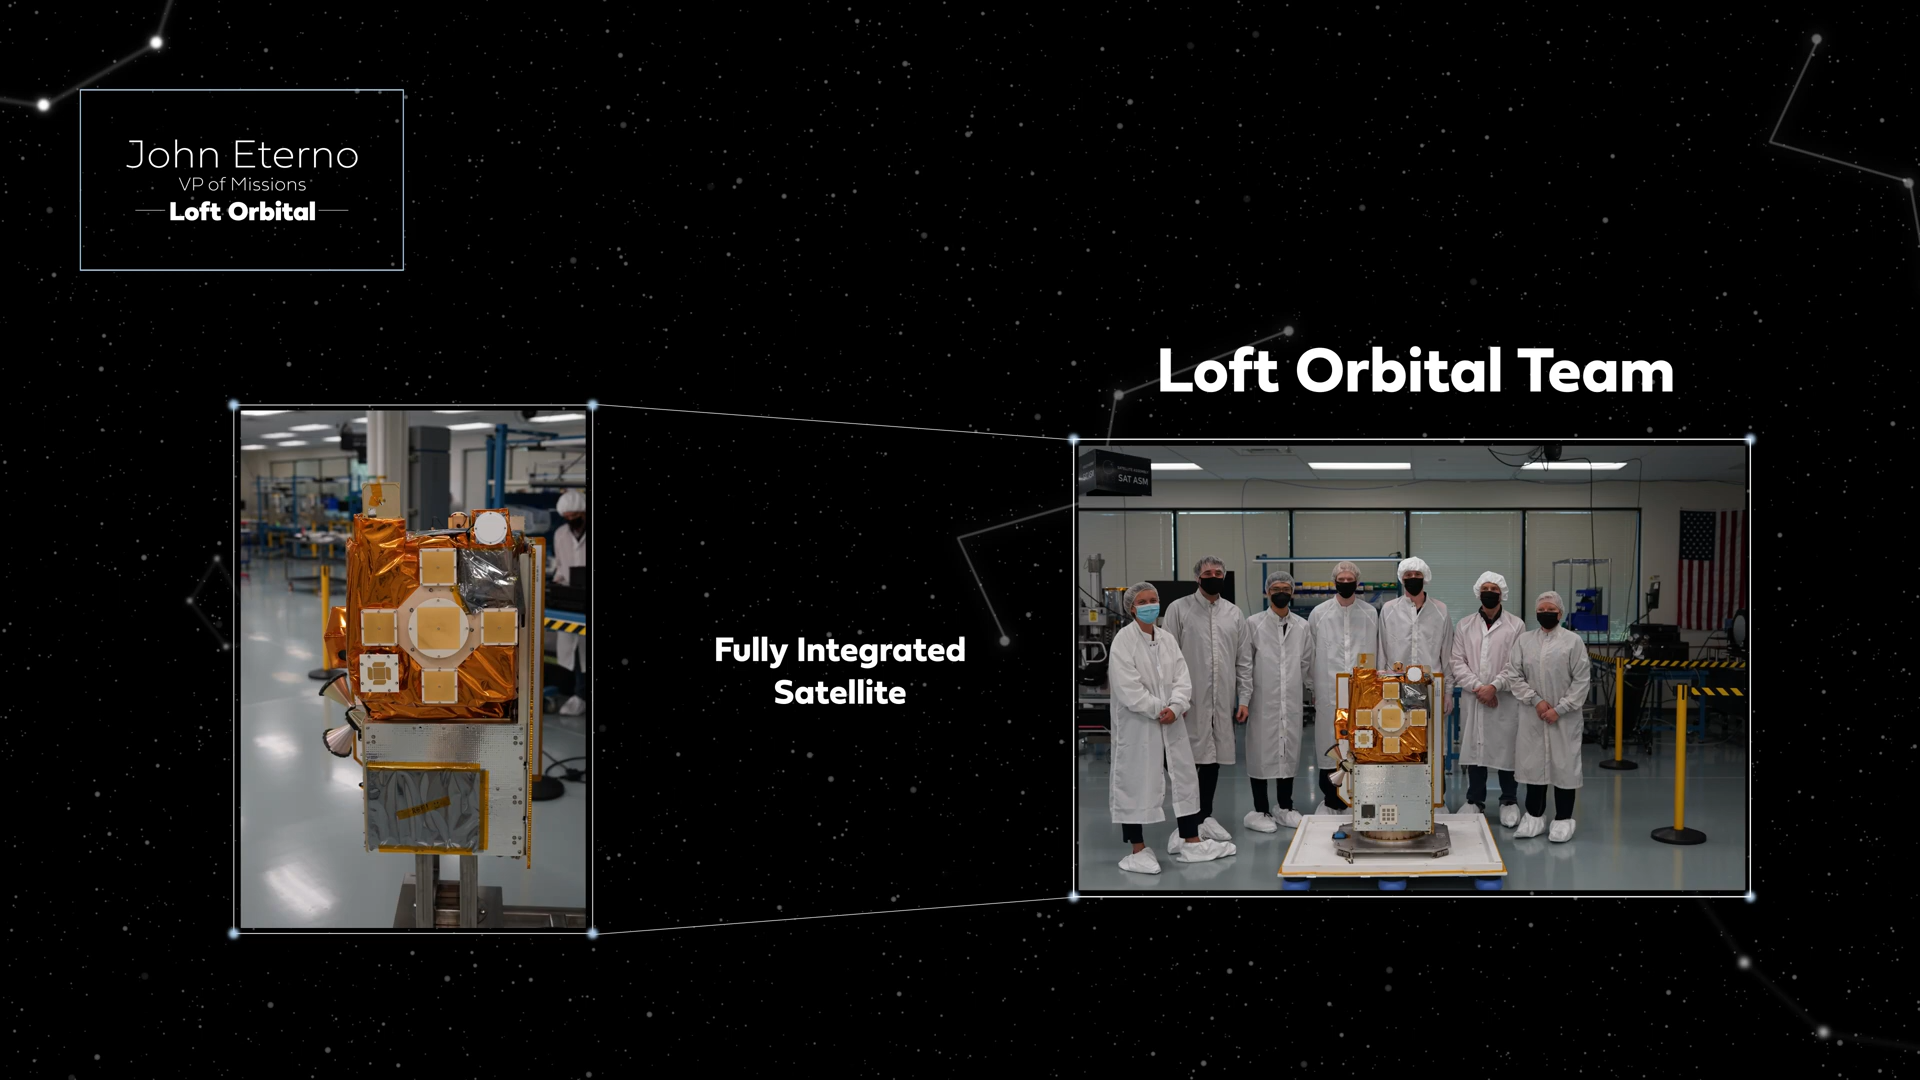 John Eterno
VP of Missions
Loft Orbital
Loft Orbital Team
Fully Integrated
Satellite
SAT ASM